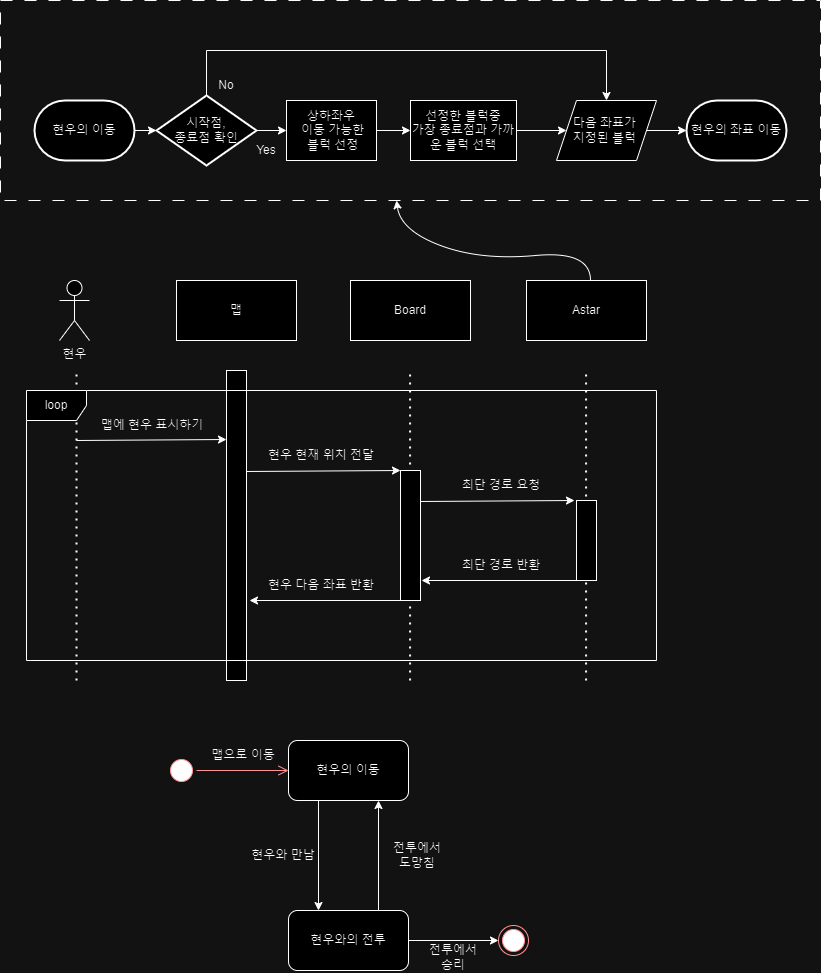 No
현우의 이동
시작점,
종료점 확인
Yes
상하좌우
이동 가능한
블럭 선정
선정한 블럭중
가장 종료점과 가까
운 블럭 선택
다음 좌표가
지정된 블럭
현우의 좌표 이동
현우
맵
Board
Astar
loop
맵에 현우 표시하기
현우 현재 위치 전달
최단 경로 요청
최단 경로 반환
현우 다음 좌표 반환
맵으로 이동
현우의 이동
현우와 만남
전투에서
도망침
현우와의 전투
전투에서
승리